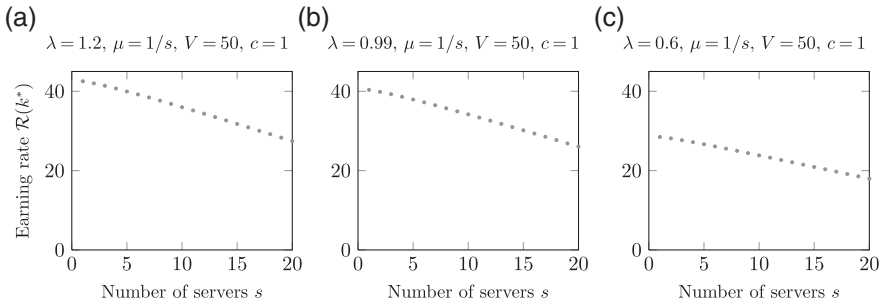 (a)
λ = 1.2, μ = 1/s, V = 50, c = 1
Earning rate R(k*)
40
20
0
0 5 10 15 20
Number of servers s
(b)
λ = 0.99, μ = 1/s, V = 50, c = 1
40
20
0
0 5 10 15 20
Number of servers s
(c)
λ = 0.6, μ = 1/s, V = 50, c = 1
40
20
0
0 5 10 15 20
Number of servers s